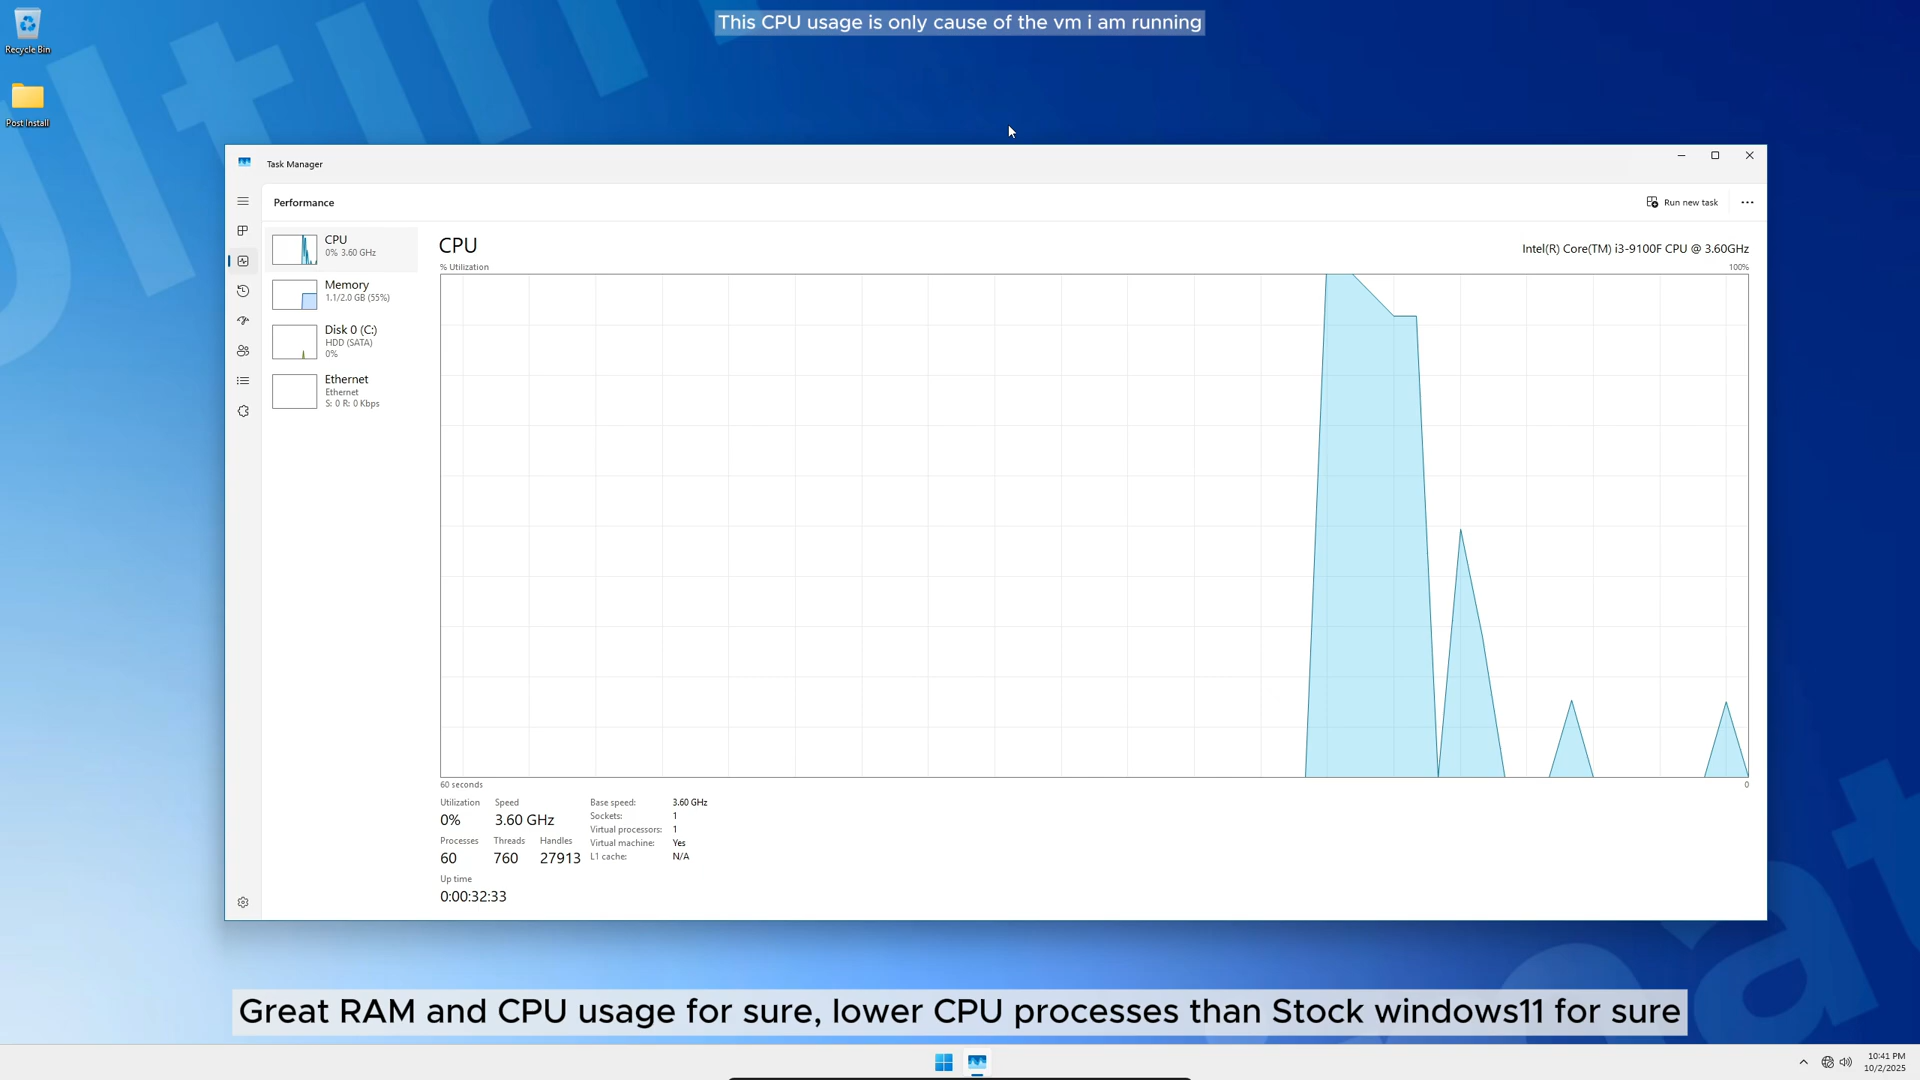 This CPU usage is only cause of the vm i am running
Recycle Bin
Post Install
Task Manager
Performance
Run new task
CPU
0% 3.60 GHz
Memory
1.1/2.0 GB (55%)
Disk 0 (C:)
HDD (SATA)
0%
Ethernet
Ethernet
S: 0 R: 0 Kbps
CPU
Intel(R) Core(TM) i3-9100F CPU @ 3.60GHz
% Utilization
100%
60 seconds
0
Utilization
Speed
0%
3.60 GHz
Processes
Threads
Handles
60
760
27913
Up time
0:00:32:33
Base speed: 3.60 GHz
Sockets: 1
Virtual processors: 1
Virtual machine: Yes
L1 cache: N/A
Great RAM and CPU usage for sure, lower CPU processes than Stock windows11 for sure
10:41 PM
10/2/2025